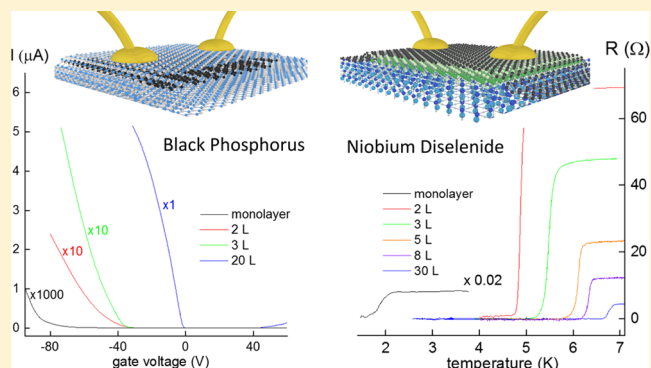 I (μA)
6
5
4
3
2
1
0
Black Phosphorus
x1
x10
x10
x1000
monolayer
2 L
3 L
20 L
-80
-40
0
40
gate voltage (V)
R (Ω)
60
40
20
0
Niobium Diselenide
monolayer
2 L
3 L
5 L
8 L
30 L
x 0.02
2
3
4
5
6
7
temperature (K)